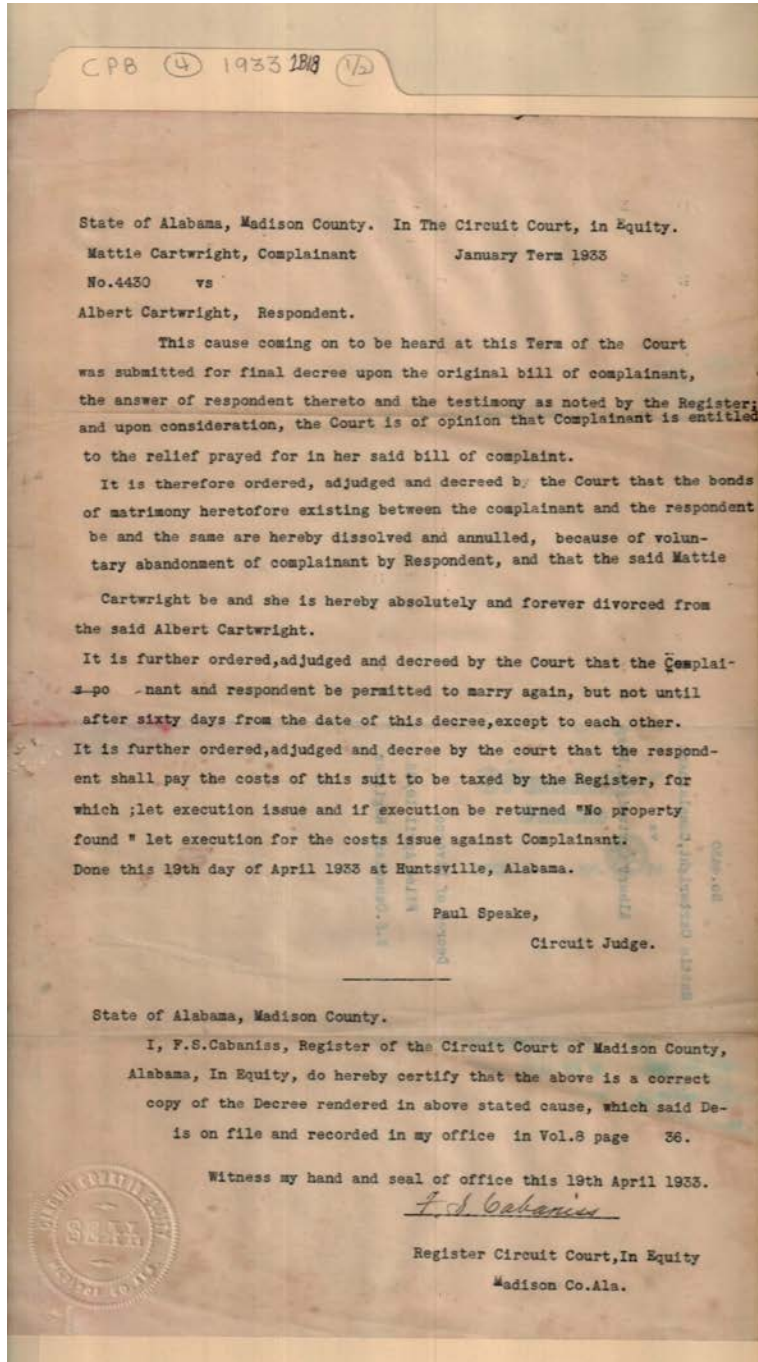 CPB 4 1933 2818 1/2
State of Alabama, Madison County. In The Circuit Court, in Equity.
Mattie Cartwright, Complainant January Term 1933
No.4430 vs
Albert Cartwright, Respondent.
This cause coming on to be heard at this Term of the Court
was submitted for final decree upon the original bill of complainant,
the answer of respondent thereto and the testimony as noted by the Register;
and upon consideration, the Court is of opinion that Complainant is entitled
to the relief prayed for in her said bill of complaint.
It is therefore ordered, adjudged and decreed by the Court that the bonds
of matrimony heretofore existing between the complainant and the respondent
be and the same are hereby dissolved and annulled, because of volun-
tary abandonment of complainant by Respondent, and that the said Mattie
Cartwright be and she is hereby absolutely and forever divorced from
the said Albert Cartwright.
It is further ordered,adjudged and decreed by the Court that the Complai-
s po -nant and respondent be permitted to marry again, but not until
after sixty days from the date of this decree,except to each other.
It is further ordered,adjudged and decree by the court that the respond-
ent shall pay the costs of this suit to be taxed by the Register, for
which ;let execution issue and if execution be returned "No property
found " let execution for the costs issue against Complainant.
Done this 19th day of April 1933 at Huntsville, Alabama.
Paul Speake,
Circuit Judge.
State of Alabama, Madison County.
I, F.S.Cabaniss, Register of the Circuit Court of Madison County,
Alabama, In Equity, do hereby certify that the above is a correct
copy of the Decree rendered in above stated cause, which said De-
is on file and recorded in my office in Vol.8 page 36.
Witness my hand and seal of office this 19th April 1933.
F. S. Cabaniss
Register Circuit Court,In Equity
Madison Co.Ala.
SEAL